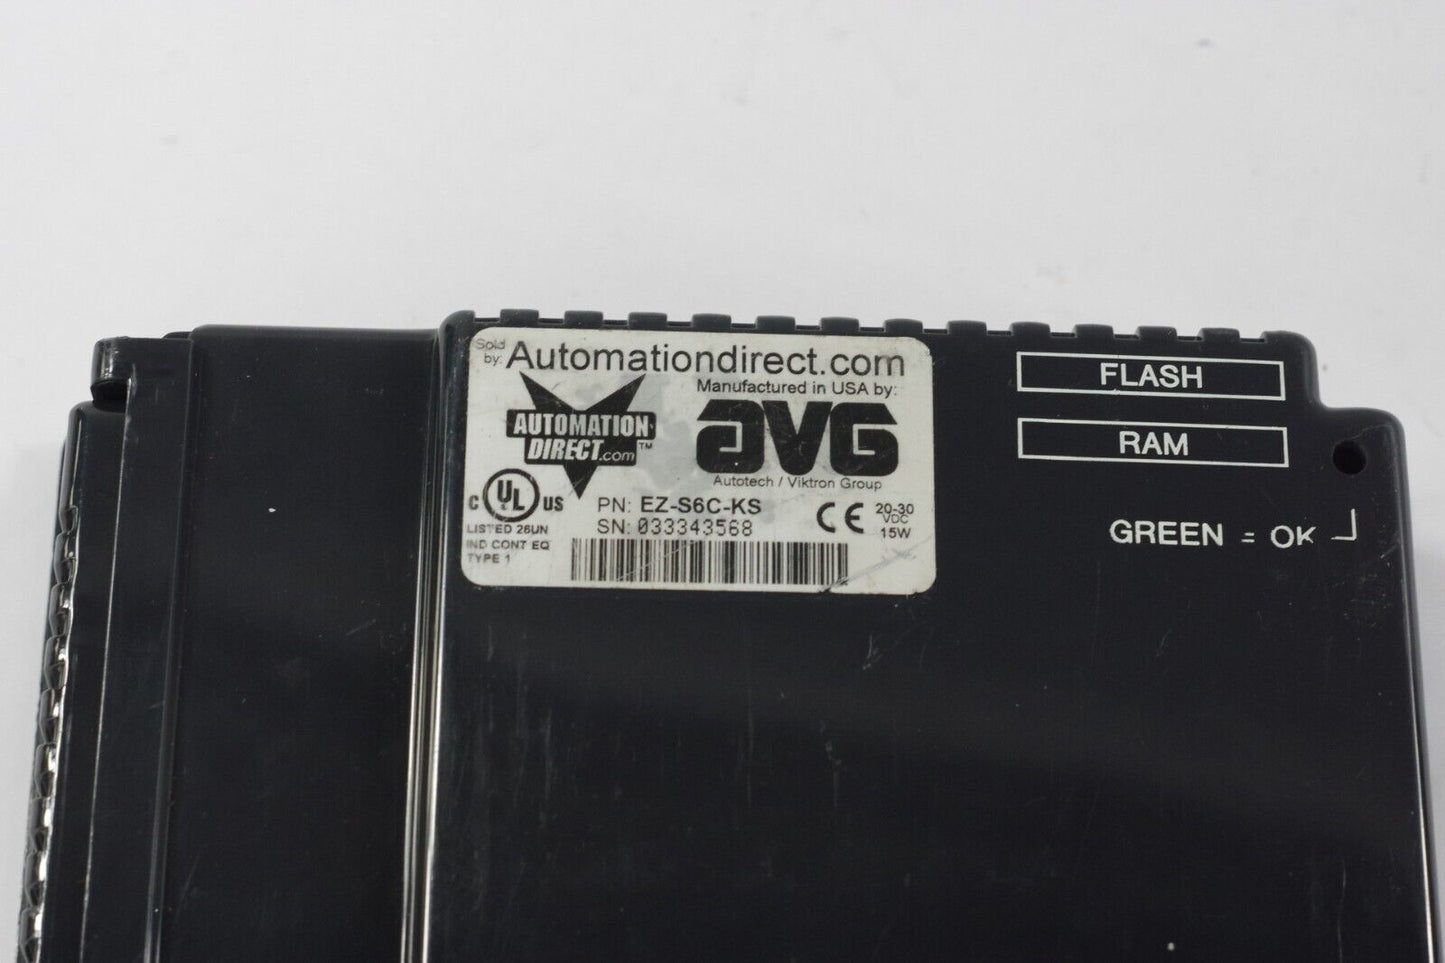 Sold by: Automationdirect.com
Manufactured in USA by:
AUTOMATION
DIRECT.com™
AVG
Autotech / Viktron Group
C UL US
LISTED 26UN
IND CONT EQ
TYPE 1
PN: EZ-S6C-KS
SN: 033343568
CE
20-30
VDC
15W
FLASH
RAM
GREEN = OK